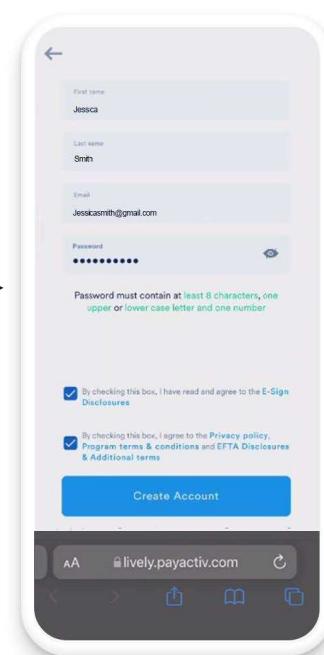 First name
Jessca
Last name
Smith
Email
Jessicasmith@gmail.com
Password
Password must contain at least 8 characters, one
upper or lower case letter and one number
By checking this box, I have read and agree to the E-Sign
Disclosures
By checking this box, I agree to the Privacy policy,
Program terms & conditions and EFTA Disclosures
& Additional terms
Create Account
AA lively.payactiv.com